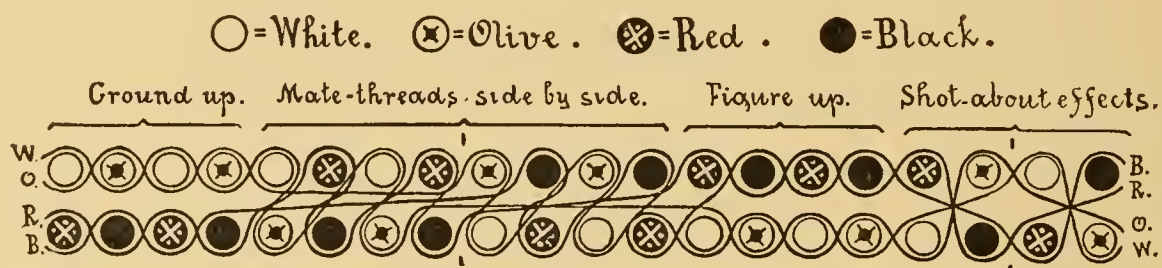 =White. =Olive. =Red. =Black.
Ground up. Mate-threads side by side. Figure up. Shot-about effects.
W. B.
O. R.
R. O.
B. W.